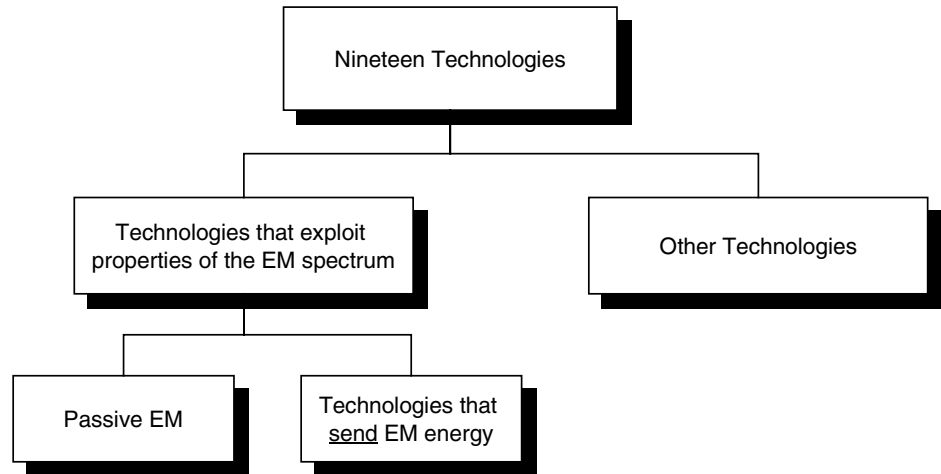 Nineteen Technologies
Technologies that exploit
properties of the EM spectrum
Other Technologies
Passive EM
Technologies that
send EM energy